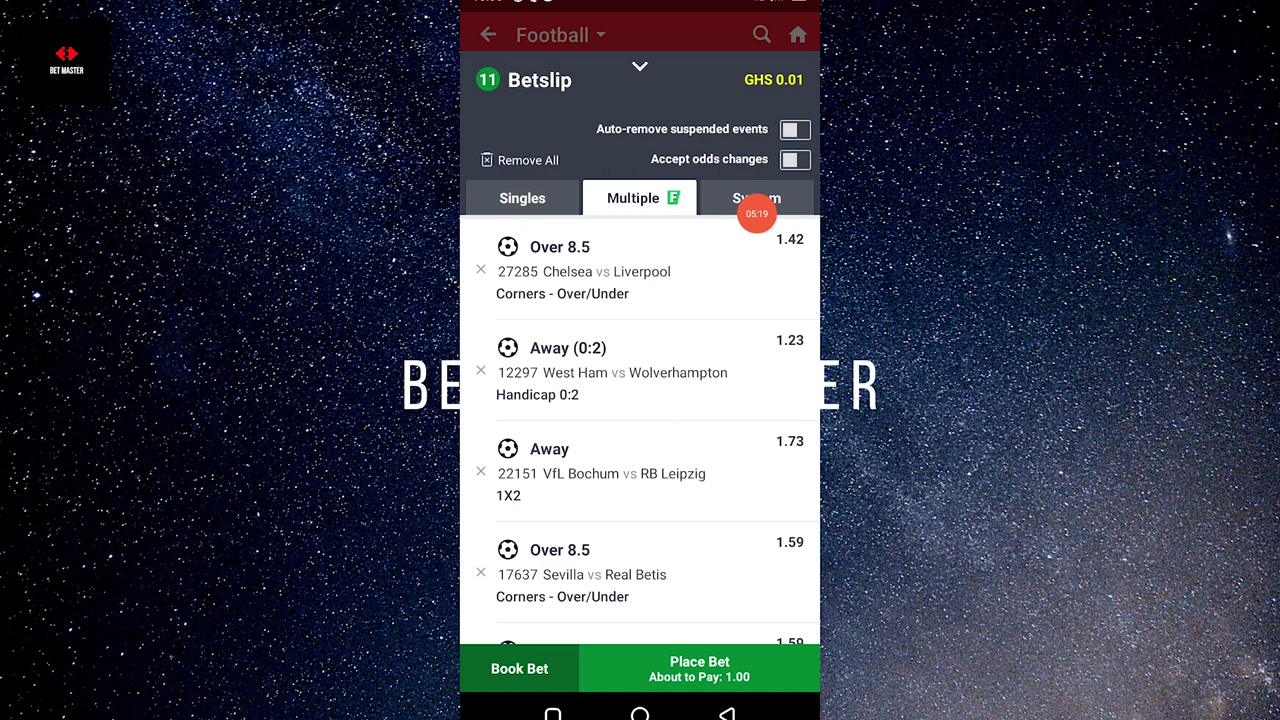 BET MASTER
Football
11 Betslip GHS 0.01
Auto-remove suspended events
Remove All Accept odds changes
Singles Multiple F
05:19
Over 8.5 1.42
27285 Chelsea vs Liverpool
Corners - Over/Under
Away (0:2) 1.23
12297 West Ham vs Wolverhampton
Handicap 0:2
Away 1.73
22151 VfL Bochum vs RB Leipzig
1X2
Over 8.5 1.59
17637 Sevilla vs Real Betis
Corners - Over/Under
1.59
Book Bet
Place Bet
About to Pay: 1.00